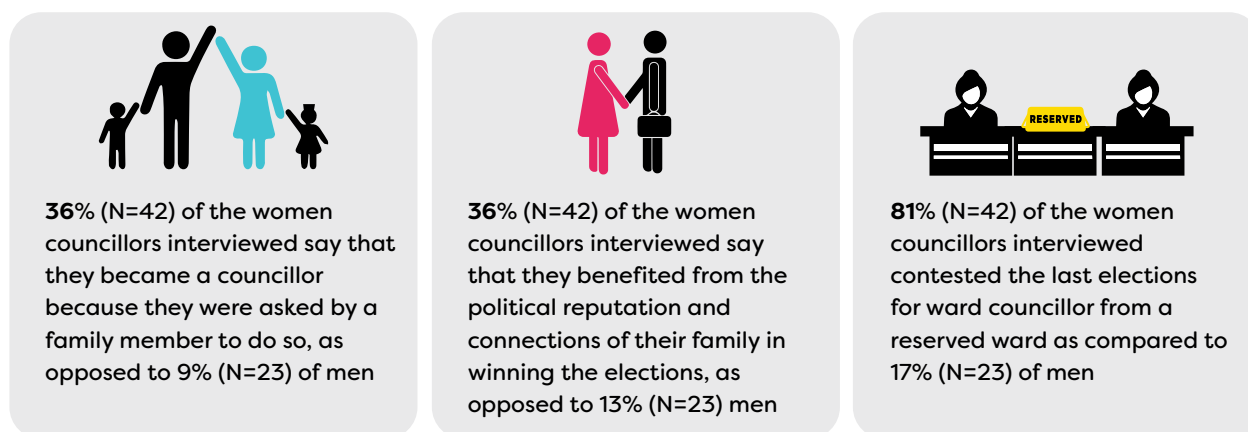 36% (N=42) of the women
councillors interviewed say that
they became a councillor
because they were asked by a
family member to do so, as
opposed to 9% (N=23) of men
36% (N=42) of the women
councillors interviewed say
that they benefited from the
political reputation and
connections of their family in
winning the elections, as
opposed to 13% (N=23) men
RESERVED
81% (N=42) of the women
councillors interviewed
contested the last elections
for ward councillor from a
reserved ward as compared to
17% (N=23) of men